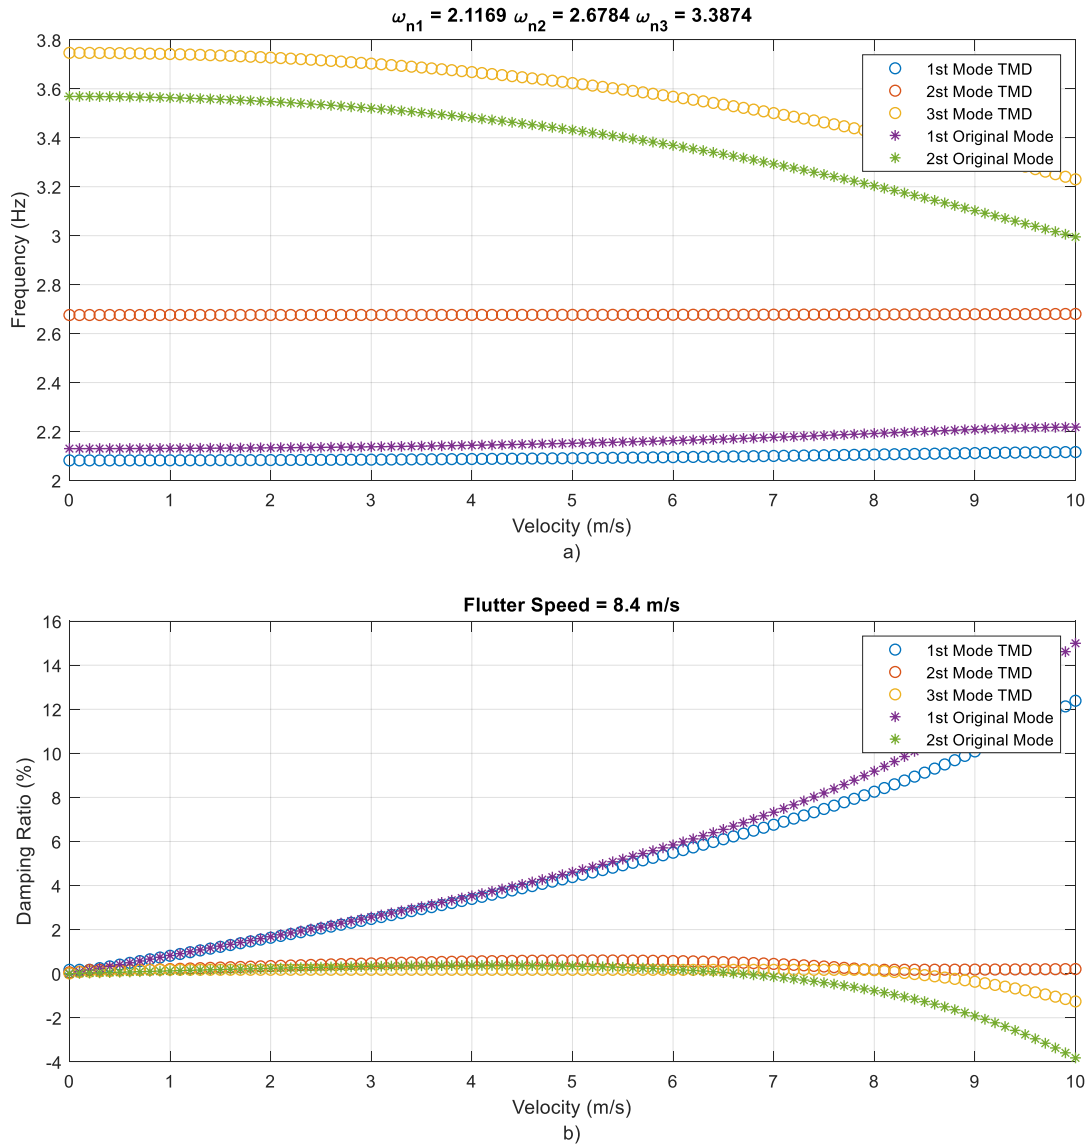 ωn1 = 2.1169 ωn2 = 2.6784 ωn3 = 3.3874
3.8
3.6
3.4
3.2
3
2.8
2.6
2.4
2.2
2
Frequency (Hz)
1st Mode TMD
2st Mode TMD
3st Mode TMD
1st Original Mode
2st Original Mode
0 1 2 3 4 5 6 7 8 9 10
Velocity (m/s)
a)
Flutter Speed = 8.4 m/s
16
14
12
10
8
6
4
2
0
-2
-4
Damping Ratio (%)
1st Mode TMD
2st Mode TMD
3st Mode TMD
1st Original Mode
2st Original Mode
0 1 2 3 4 5 6 7 8 9 10
Velocity (m/s)
b)